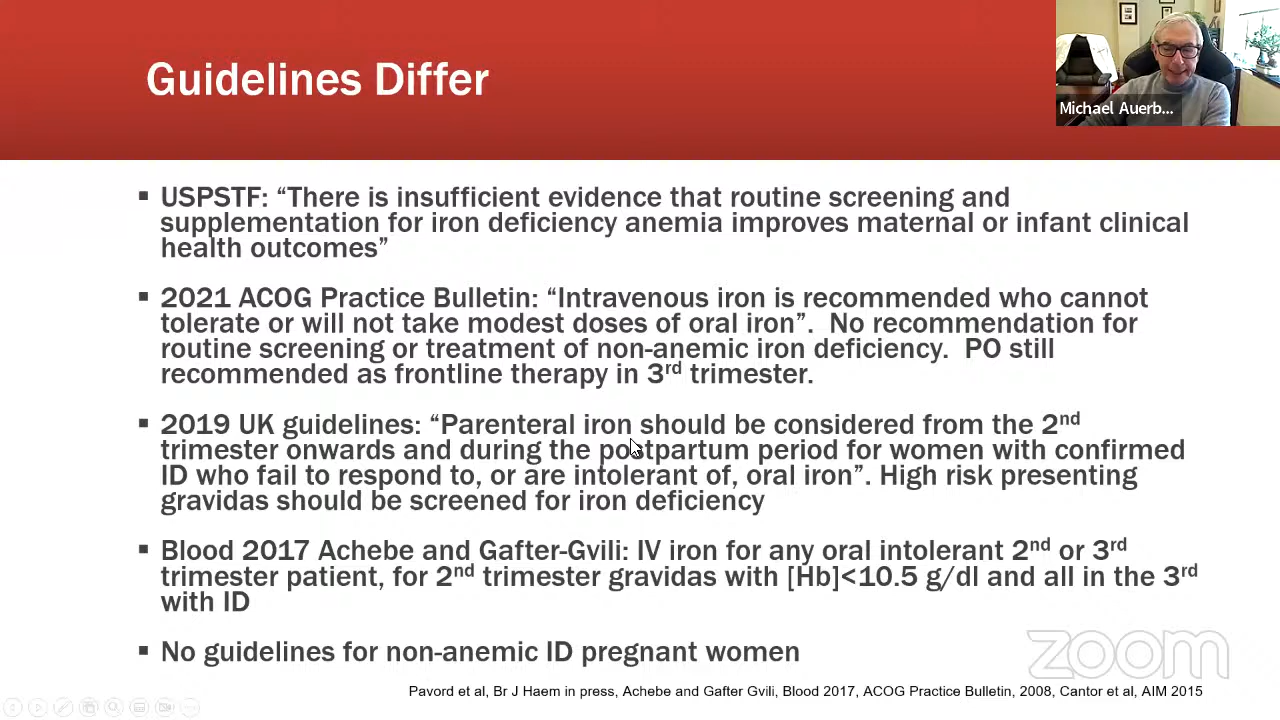 Guidelines Differ
Michael Auerb...
▪ USPSTF: “There is insufficient evidence that routine screening and
supplementation for iron deficiency anemia improves maternal or infant clinical
health outcomes”
▪ 2021 ACOG Practice Bulletin: “Intravenous iron is recommended who cannot
tolerate or will not take modest doses of oral iron”.  No recommendation for
routine screening or treatment of non-anemic iron deficiency.  PO still
recommended as frontline therapy in 3rd trimester.
▪ 2019 UK guidelines: “Parenteral iron should be considered from the 2nd
trimester onwards and during the postpartum period for women with confirmed
ID who fail to respond to, or are intolerant of, oral iron”. High risk presenting
gravidas should be screened for iron deficiency
▪ Blood 2017 Achebe and Gafter-Gvili: IV iron for any oral intolerant 2nd or 3rd
trimester patient, for 2nd trimester gravidas with [Hb]<10.5 g/dl and all in the 3rd
with ID
▪ No guidelines for non-anemic ID pregnant women
zoom
Pavord et al, Br J Haem in press, Achebe and Gafter Gvili, Blood 2017, ACOG Practice Bulletin, 2008, Cantor et al, AIM 2015